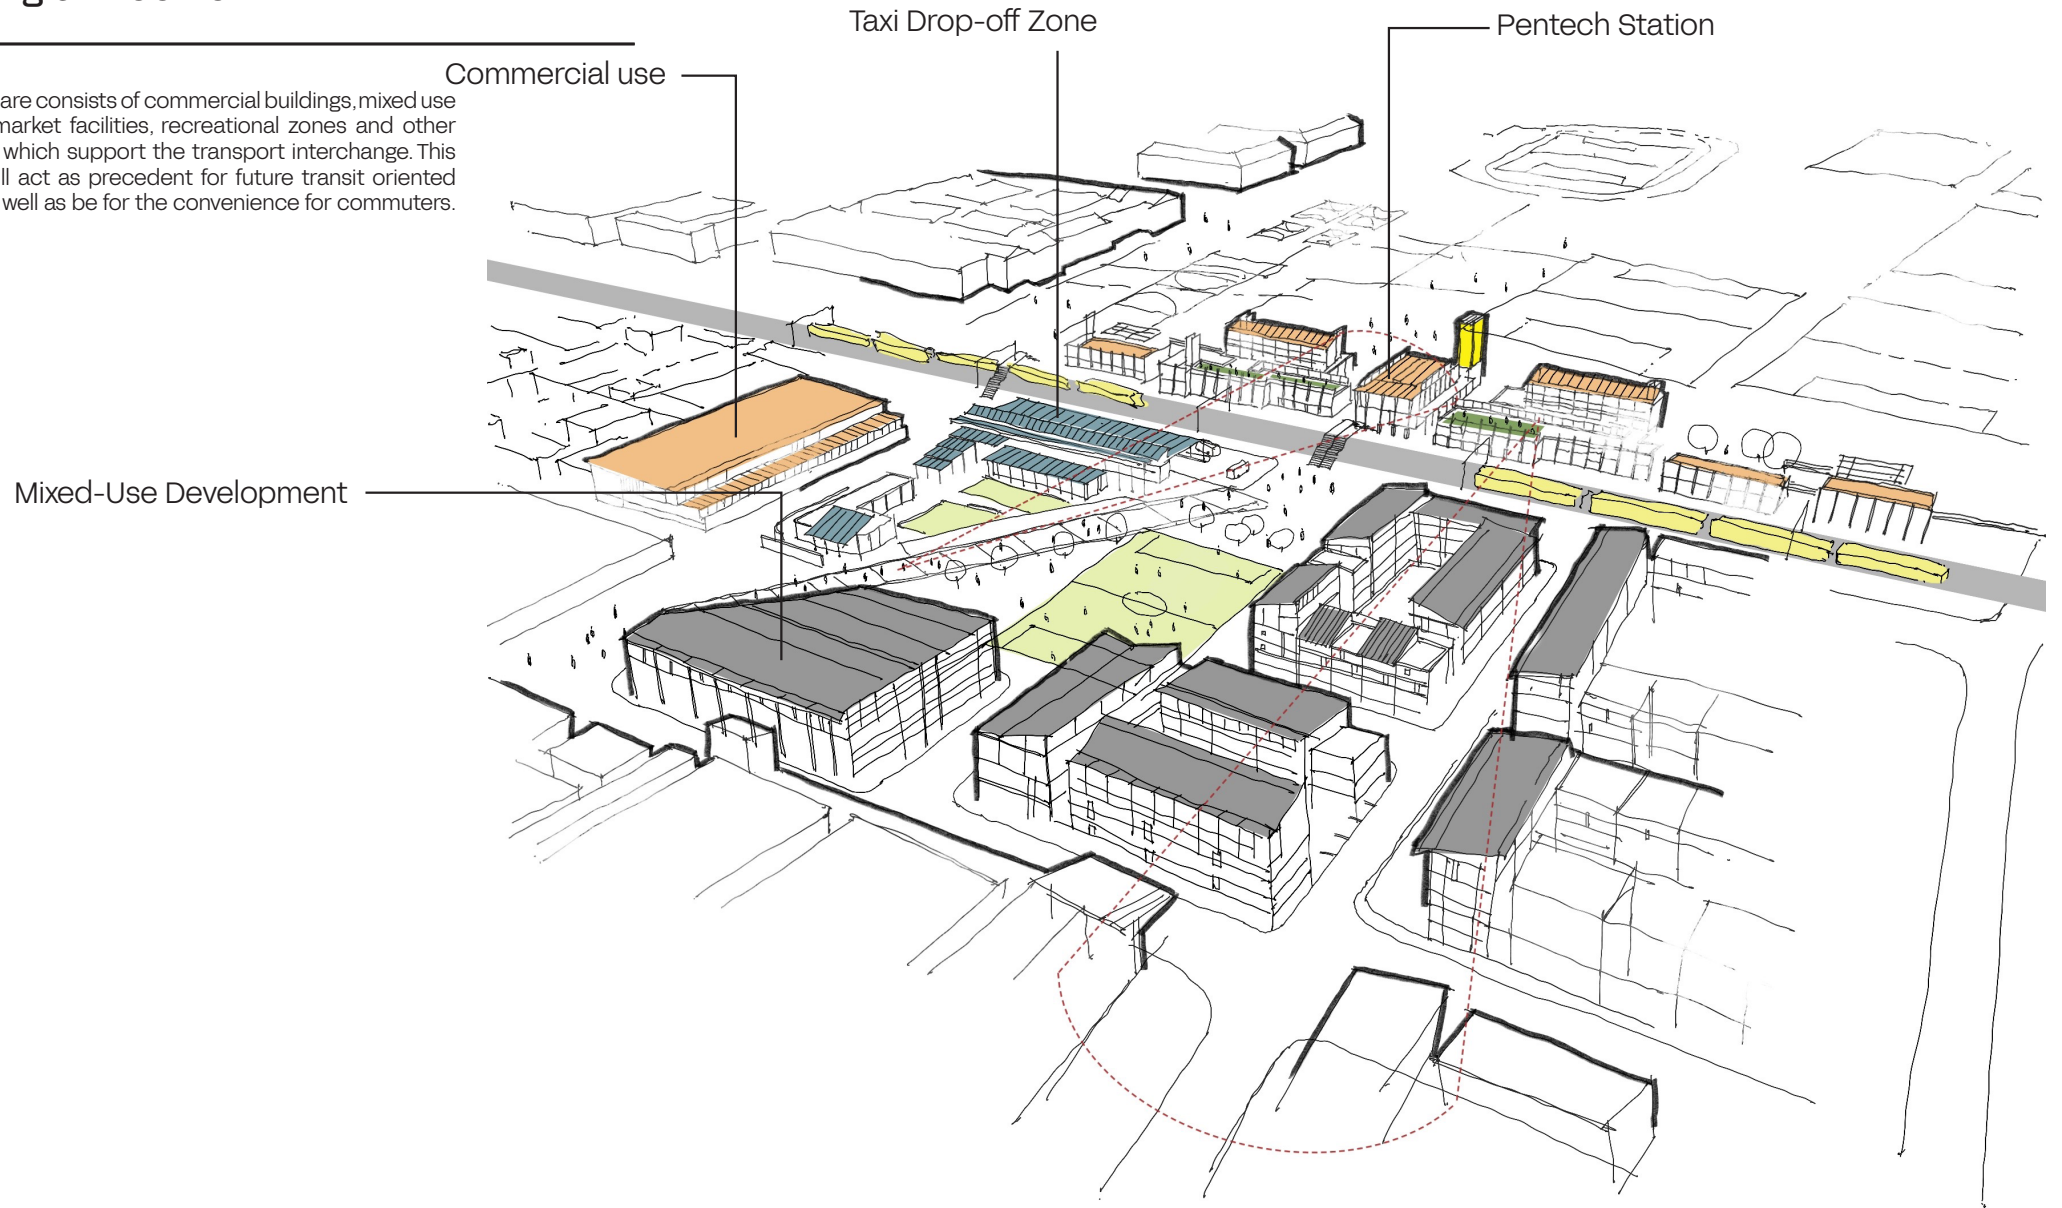 Taxi Drop-off Zone
Pentech Station
Commercial use
are consists of commercial buildings, mixed use
market facilities, recreational zones and other
which support the transport interchange. This
act as precedent for future transit oriented
well as be for the convenience for commuters.
Mixed-Use Development